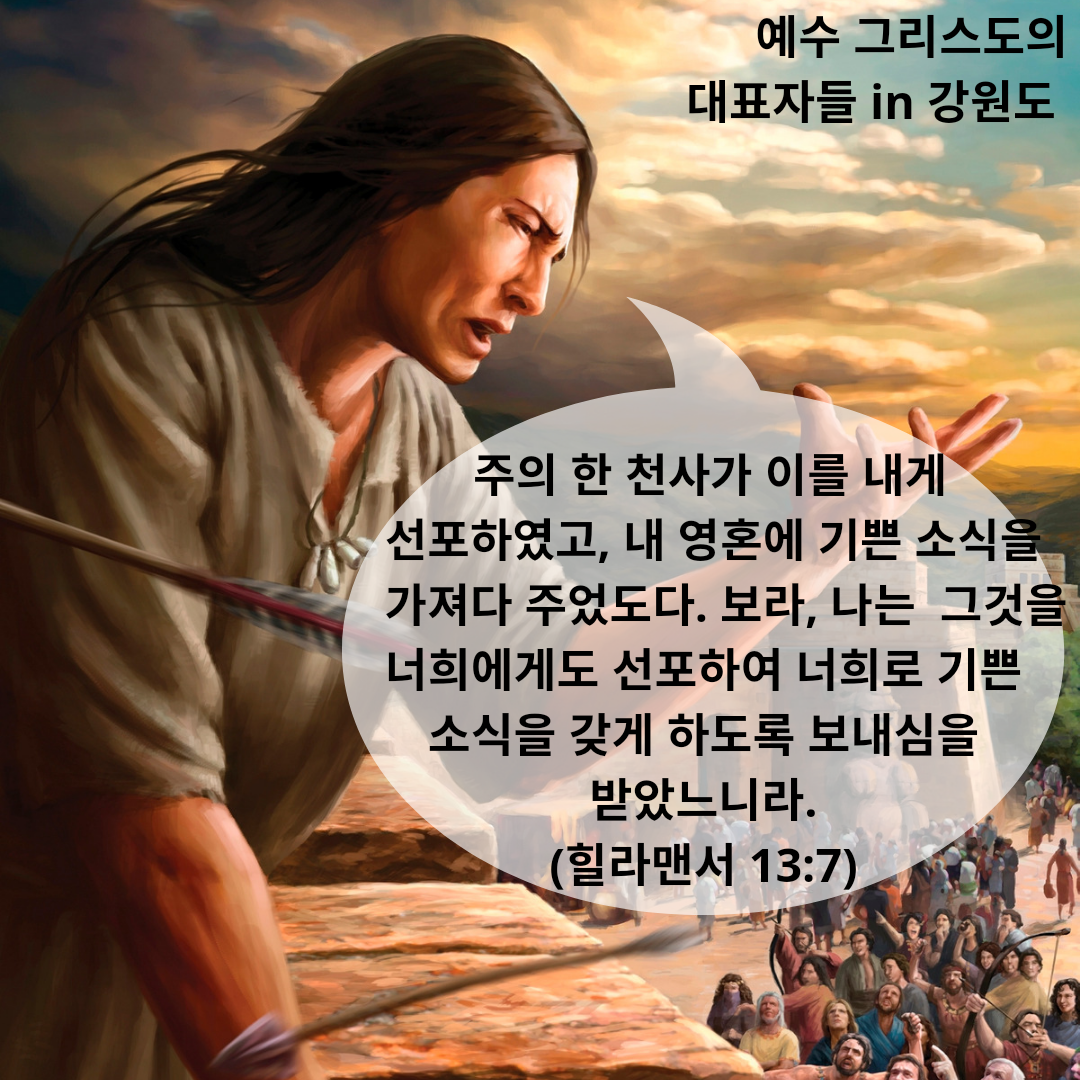 예수 그리스도의
대표자들 in 강원도
주의 한 천사가 이를 내게
선포하였고, 내 영혼에 기쁜 소식을
가져다 주었도다. 보라, 나는 그것을
너희에게도 선포하여 너희로 기쁜
소식을 갖게 하도록 보내심을
받았느니라.
(힐라맨서 13:7)